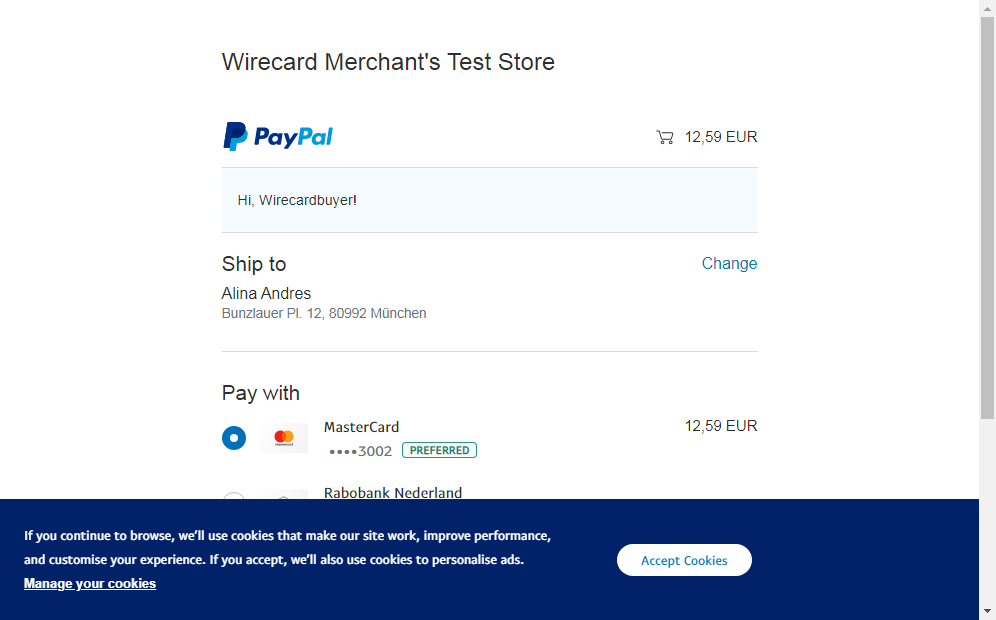 Wirecard Merchant's Test Store
PayPal
12,59 EUR
Hi, Wirecardbuyer!
Ship to
Change
Alina Andres
Bunzlauer Pl. 12, 80992 München
Pay with
MasterCard
12,59 EUR
••••3002 PREFERRED
Rabobank Nederland
If you continue to browse, we'll use cookies that make our site work, improve performance,
and customise your experience. If you accept, we'll also use cookies to personalise ads.
Manage your cookies
Accept Cookies